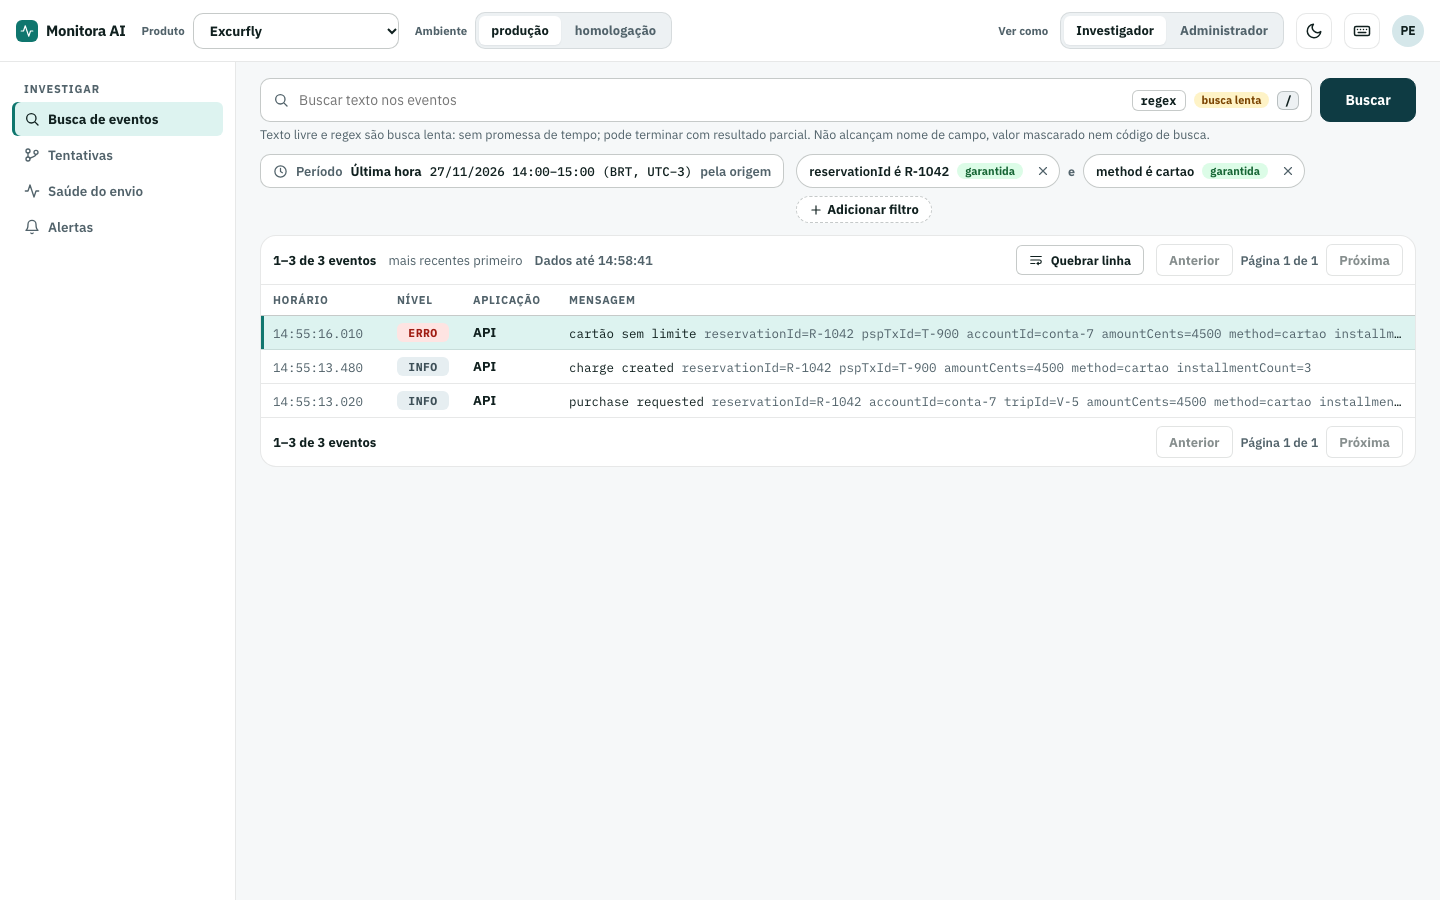 Monitora AI Produto Excurfly Ambiente produção homologação Ver como Investigador Administrador PE
INVESTIGAR
Busca de eventos
Tentativas
Saúde do envio
Alertas
Buscar texto nos eventos regex busca lenta / Buscar
Texto livre e regex são busca lenta: sem promessa de tempo; pode terminar com resultado parcial. Não alcançam nome de campo, valor mascarado nem código de busca.
Período Última hora 27/11/2026 14:00–15:00 (BRT, UTC−3) pela origem reservationId é R-1042 garantida × e method é cartao garantida ×
+ Adicionar filtro
1–3 de 3 eventos mais recentes primeiro Dados até 14:58:41 Quebrar linha Anterior Página 1 de 1 Próxima
HORÁRIO NÍVEL APLICAÇÃO MENSAGEM
14:55:16.010 ERRO API cartão sem limite reservationId=R-1042 pspTxId=T-900 accountId=conta-7 amountCents=4500 method=cartao installm…
14:55:13.480 INFO API charge created reservationId=R-1042 pspTxId=T-900 amountCents=4500 method=cartao installmentCount=3
14:55:13.020 INFO API purchase requested reservationId=R-1042 accountId=conta-7 tripId=V-5 amountCents=4500 method=cartao installmen…
1–3 de 3 eventos Anterior Página 1 de 1 Próxima